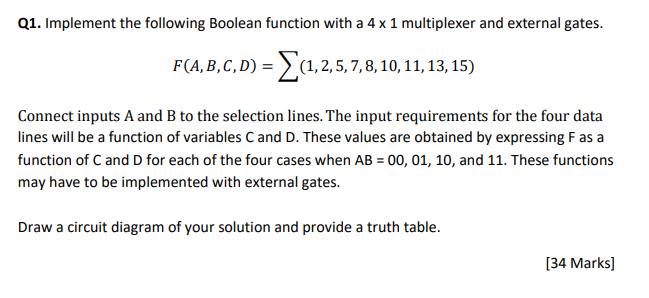 Q1. Implement the following Boolean function with a 4 x 1 multiplexer and external gates.
F(A, B, C, D) = ∑(1, 2, 5, 7, 8, 10, 11, 13, 15)
Connect inputs A and B to the selection lines. The input requirements for the four data
lines will be a function of variables C and D. These values are obtained by expressing F as a
function of C and D for each of the four cases when AB = 00, 01, 10, and 11. These functions
may have to be implemented with external gates.
Draw a circuit diagram of your solution and provide a truth table.
[34 Marks]